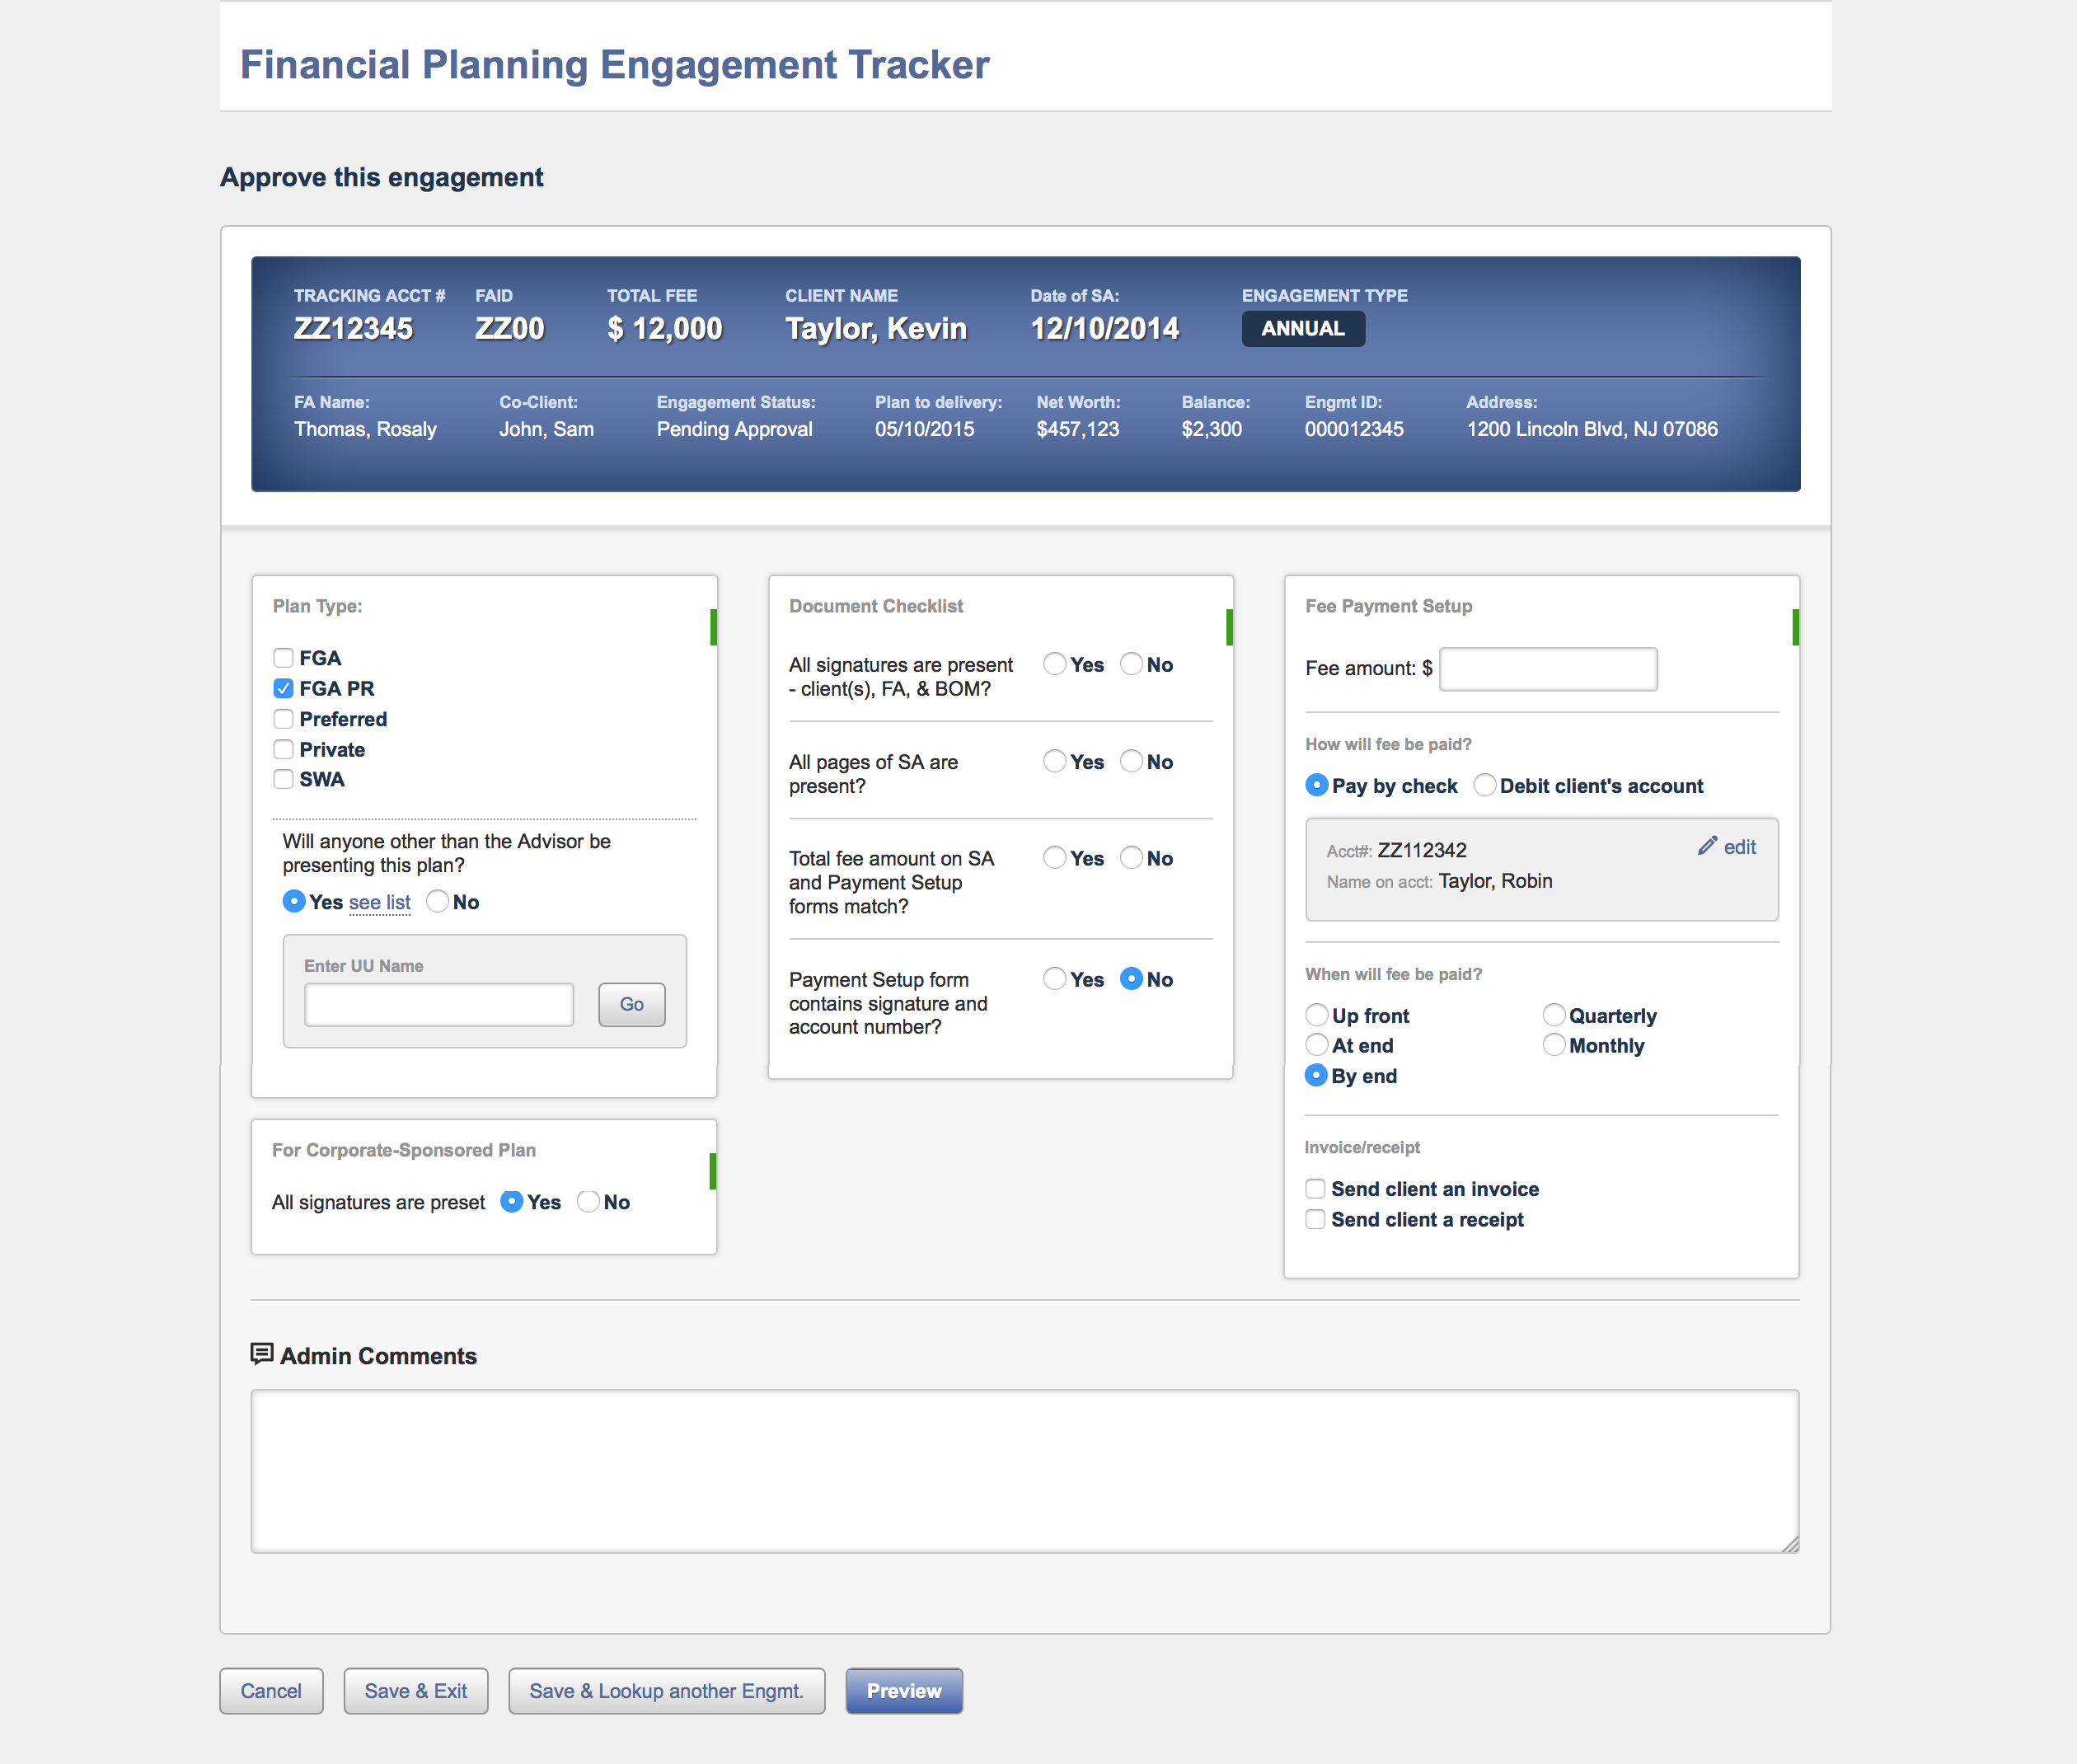 Financial Planning Engagement Tracker
Approve this engagement
TRACKING ACCT # FAID TOTAL FEE CLIENT NAME Date of SA: ENGAGEMENT TYPE
ZZ12345 ZZ00 $ 12,000 Taylor, Kevin 12/10/2014 ANNUAL
FA Name: Co-Client: Engagement Status: Plan to delivery: Net Worth: Balance: Engmt ID: Address:
Thomas, Rosaly John, Sam Pending Approval 05/10/2015 $457,123 $2,300 000012345 1200 Lincoln Blvd, NJ 07086
Plan Type:
FGA
FGA PR
Preferred
Private
SWA
Will anyone other than the Advisor be
presenting this plan?
Yes see list No
Enter UU Name
Go
For Corporate-Sponsored Plan
All signatures are preset Yes No
Document Checklist
All signatures are present Yes No
- client(s), FA, & BOM?
All pages of SA are Yes No
present?
Total fee amount on SA Yes No
and Payment Setup
forms match?
Payment Setup form Yes No
contains signature and
account number?
Fee Payment Setup
Fee amount: $
How will fee be paid?
Pay by check Debit client's account
Acct#: ZZ112342 edit
Name on acct: Taylor, Robin
When will fee be paid?
Up front Quarterly
At end Monthly
By end
Invoice/receipt
Send client an invoice
Send client a receipt
Admin Comments
Cancel Save & Exit Save & Lookup another Engmt. Preview